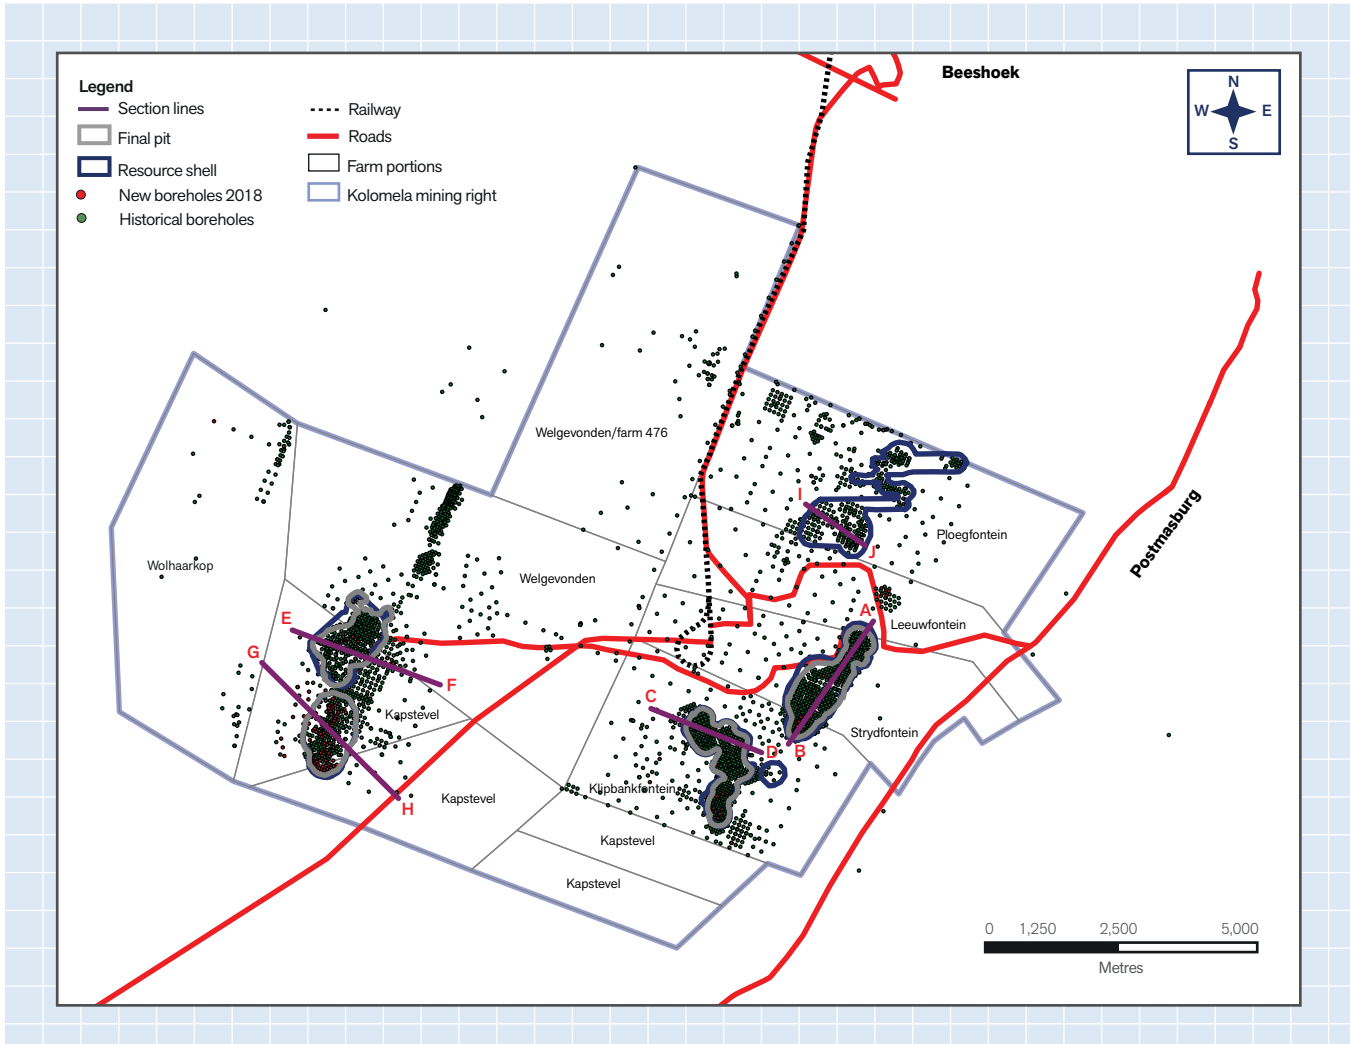 Beeshoek
Legend
Section lines
Final pit
Resource shell
New boreholes 2018
Historical boreholes
Railway
Roads
Farm portions
Kolomela mining right
N
W E
S
Welgevonden/farm 476
I
Ploegfontein
J
Postmasburg
Wolhaarkop
Welgevonden
A
Leeuwfontein
E
G
F
C
Kapstevel
Strydfontein
D
B
Klipbankfontein
Kapstevel
H
Kapstevel
Kapstevel
0 1,250 2,500 5,000
Metres